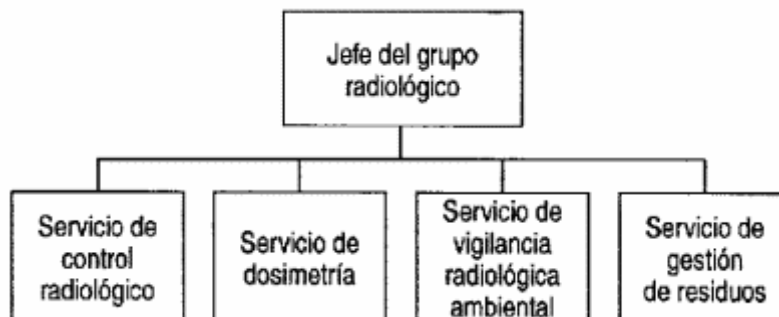 Jefe del grupo
radiológico
Servicio de
control
radiológico
Servicio de
dosimetría
Servicio de
vigilancia
radiológica
ambiental
Servicio de
gestión
de residuos